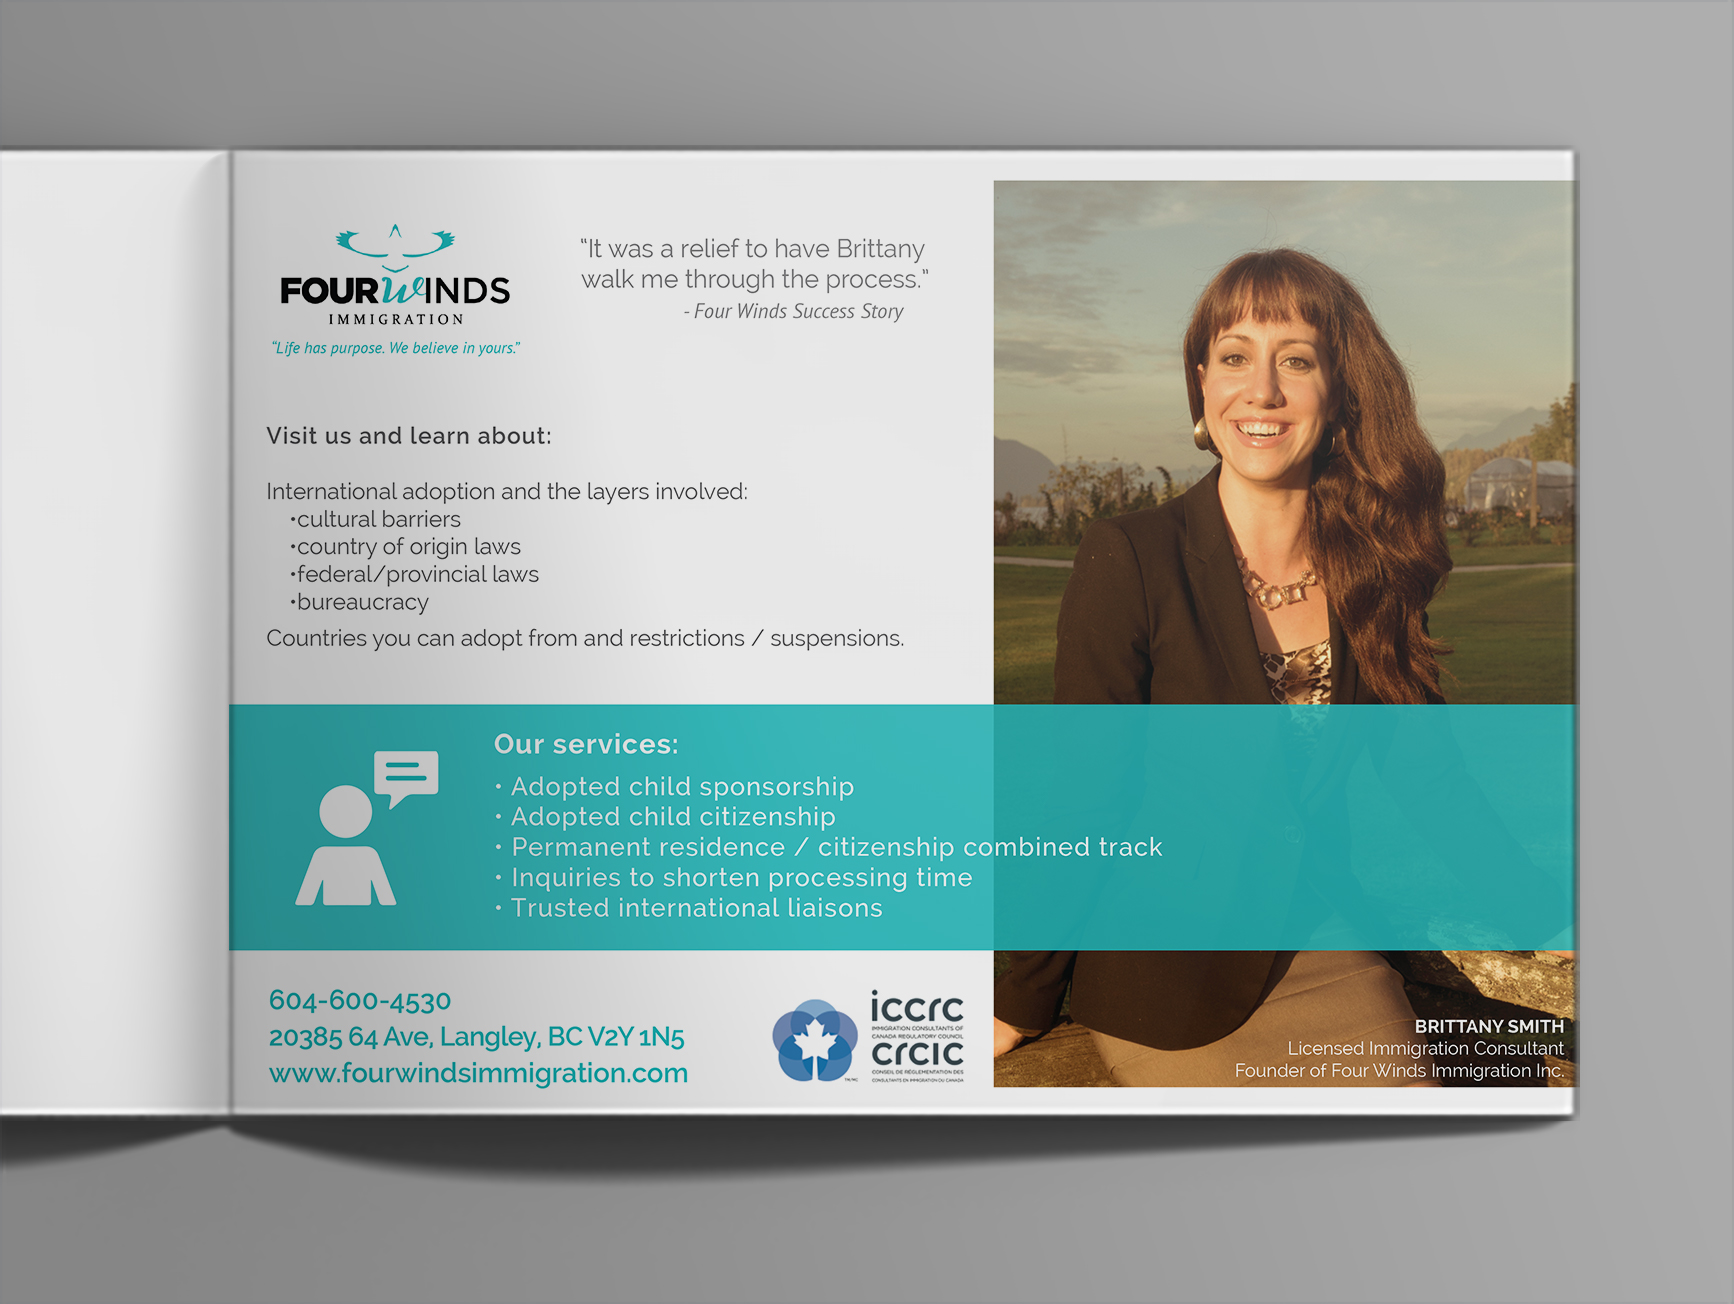 FOURWINDS
IMMIGRATION
“Life has purpose. We believe in yours.”
“It was a relief to have Brittany
walk me through the process.”
- Four Winds Success Story
Visit us and learn about:
International adoption and the layers involved:
•cultural barriers
•country of origin laws
•federal/provincial laws
•bureaucracy
Countries you can adopt from and restrictions / suspensions.
Our services:
• Adopted child sponsorship
• Adopted child citizenship
• Permanent residence / citizenship combined track
• Inquiries to shorten processing time
• Trusted international liaisons
604-600-4530
20385 64 Ave, Langley, BC V2Y 1N5
www.fourwindsimmigration.com
iccrc
IMMIGRATION CONSULTANTS OF
CANADA REGULATORY COUNCIL
crcic
CONSEIL DE RÉGLEMENTATION DES
CONSULTANTS EN IMMIGRATION DU CANADA
TM/MC
BRITTANY SMITH
Licensed Immigration Consultant
Founder of Four Winds Immigration Inc.